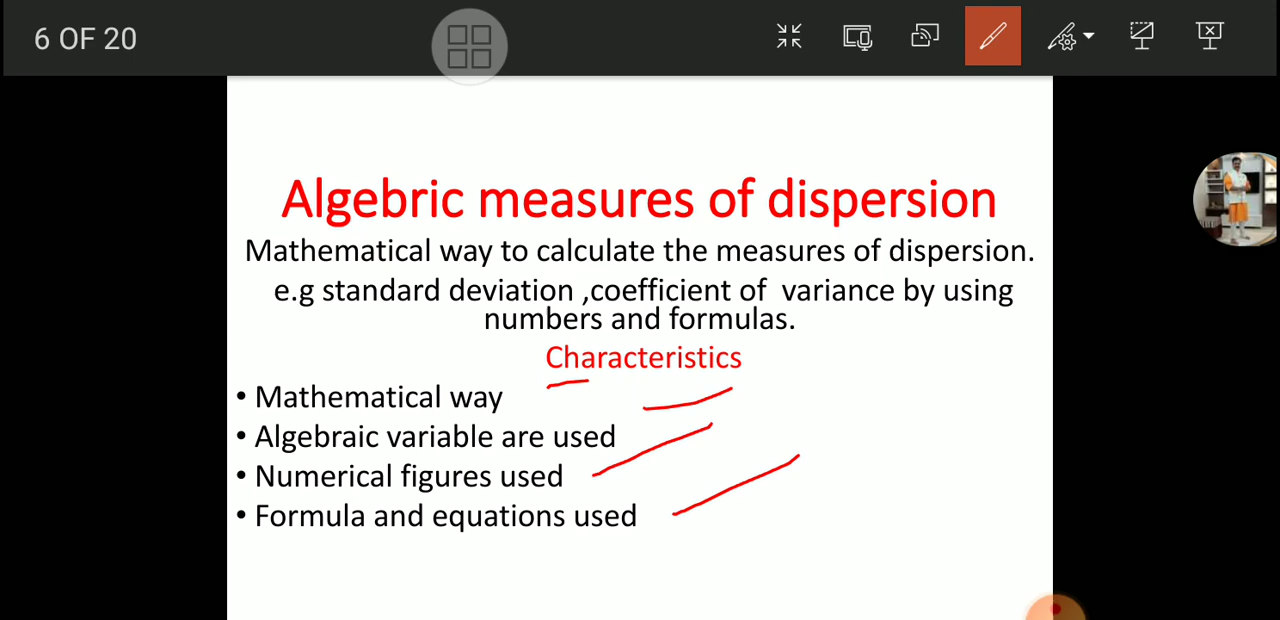 6 OF 20
Algebric measures of dispersion
Mathematical way to calculate the measures of dispersion.
e.g standard deviation ,coefficient of variance by using
numbers and formulas.
Characteristics
• Mathematical way
• Algebraic variable are used
• Numerical figures used
• Formula and equations used